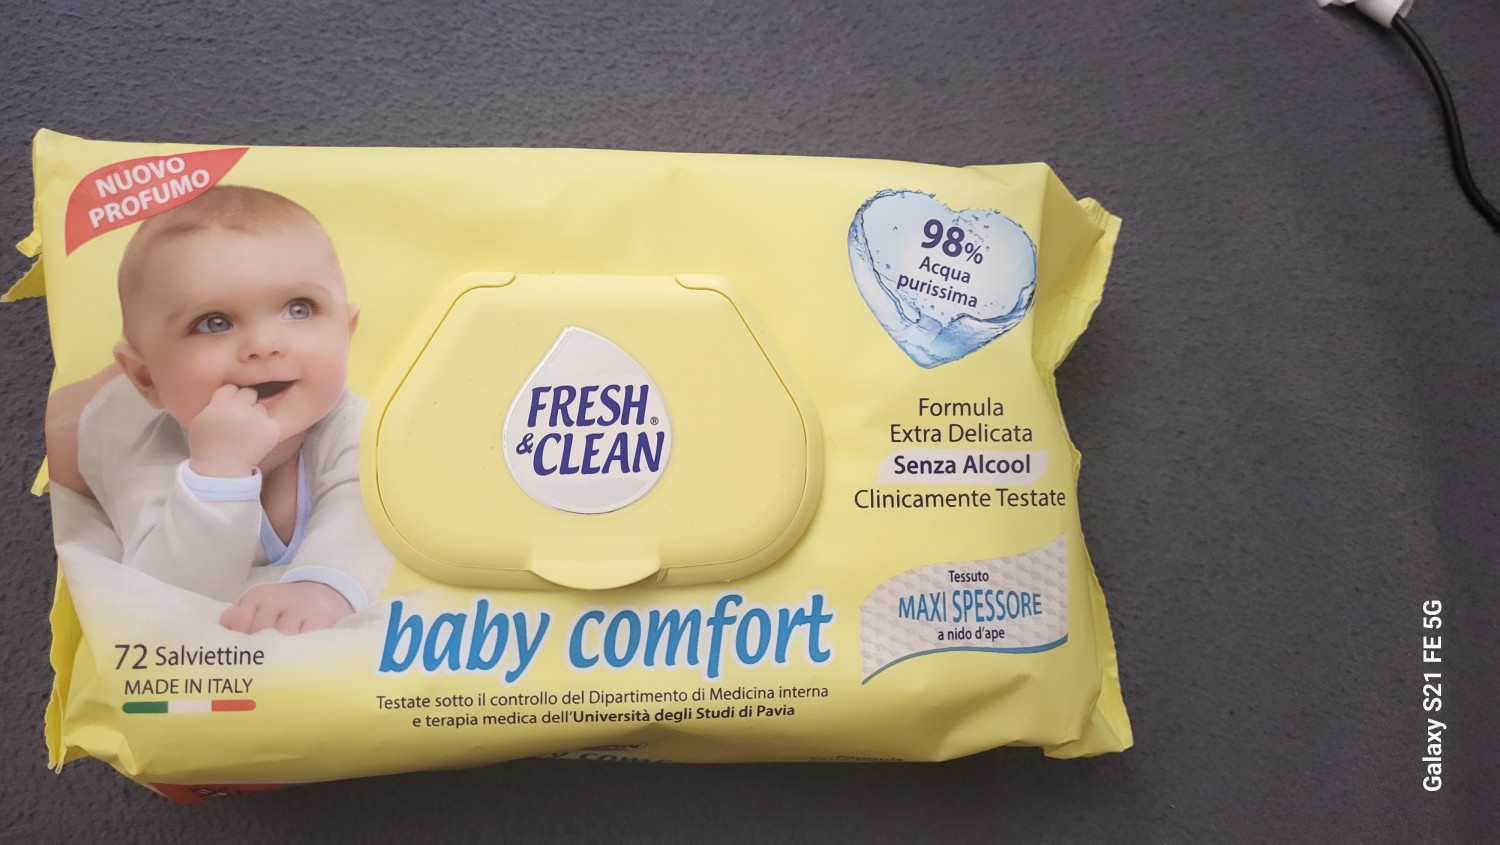 NUOVO
PROFUMO
98%
Acqua
purissima
FRESH®
&CLEAN
Formula
Extra Delicata
Senza Alcool
Clinicamente Testate
Tessuto
MAXI SPESSORE
a nido d'ape
baby comfort
72 Salviettine
MADE IN ITALY
Testate sotto il controllo del Dipartimento di Medicina interna
e terapia medica dell'Università degli Studi di Pavia
Galaxy S21 FE 5G